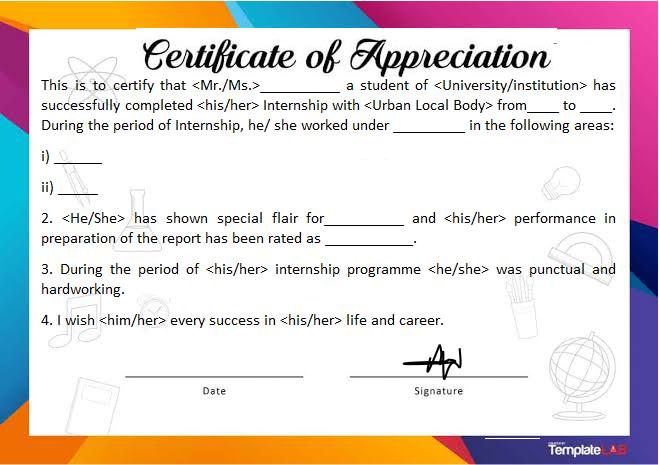 Certificate of Appreciation
This is to certify that <Mr./Ms.>__________ a student of <University/institution> has
successfully completed <his/her> Internship with <Urban Local Body> from____ to ____.
During the period of Internship, he/ she worked under _________ in the following areas:
i) ______
ii) _____
2. <He/She> has shown special flair for__________ and <his/her> performance in
preparation of the report has been rated as ___________.
3. During the period of <his/her> internship programme <he/she> was punctual and
hardworking.
4. I wish <him/her> every success in <his/her> life and career.
Date
Signature
TemplateLAB